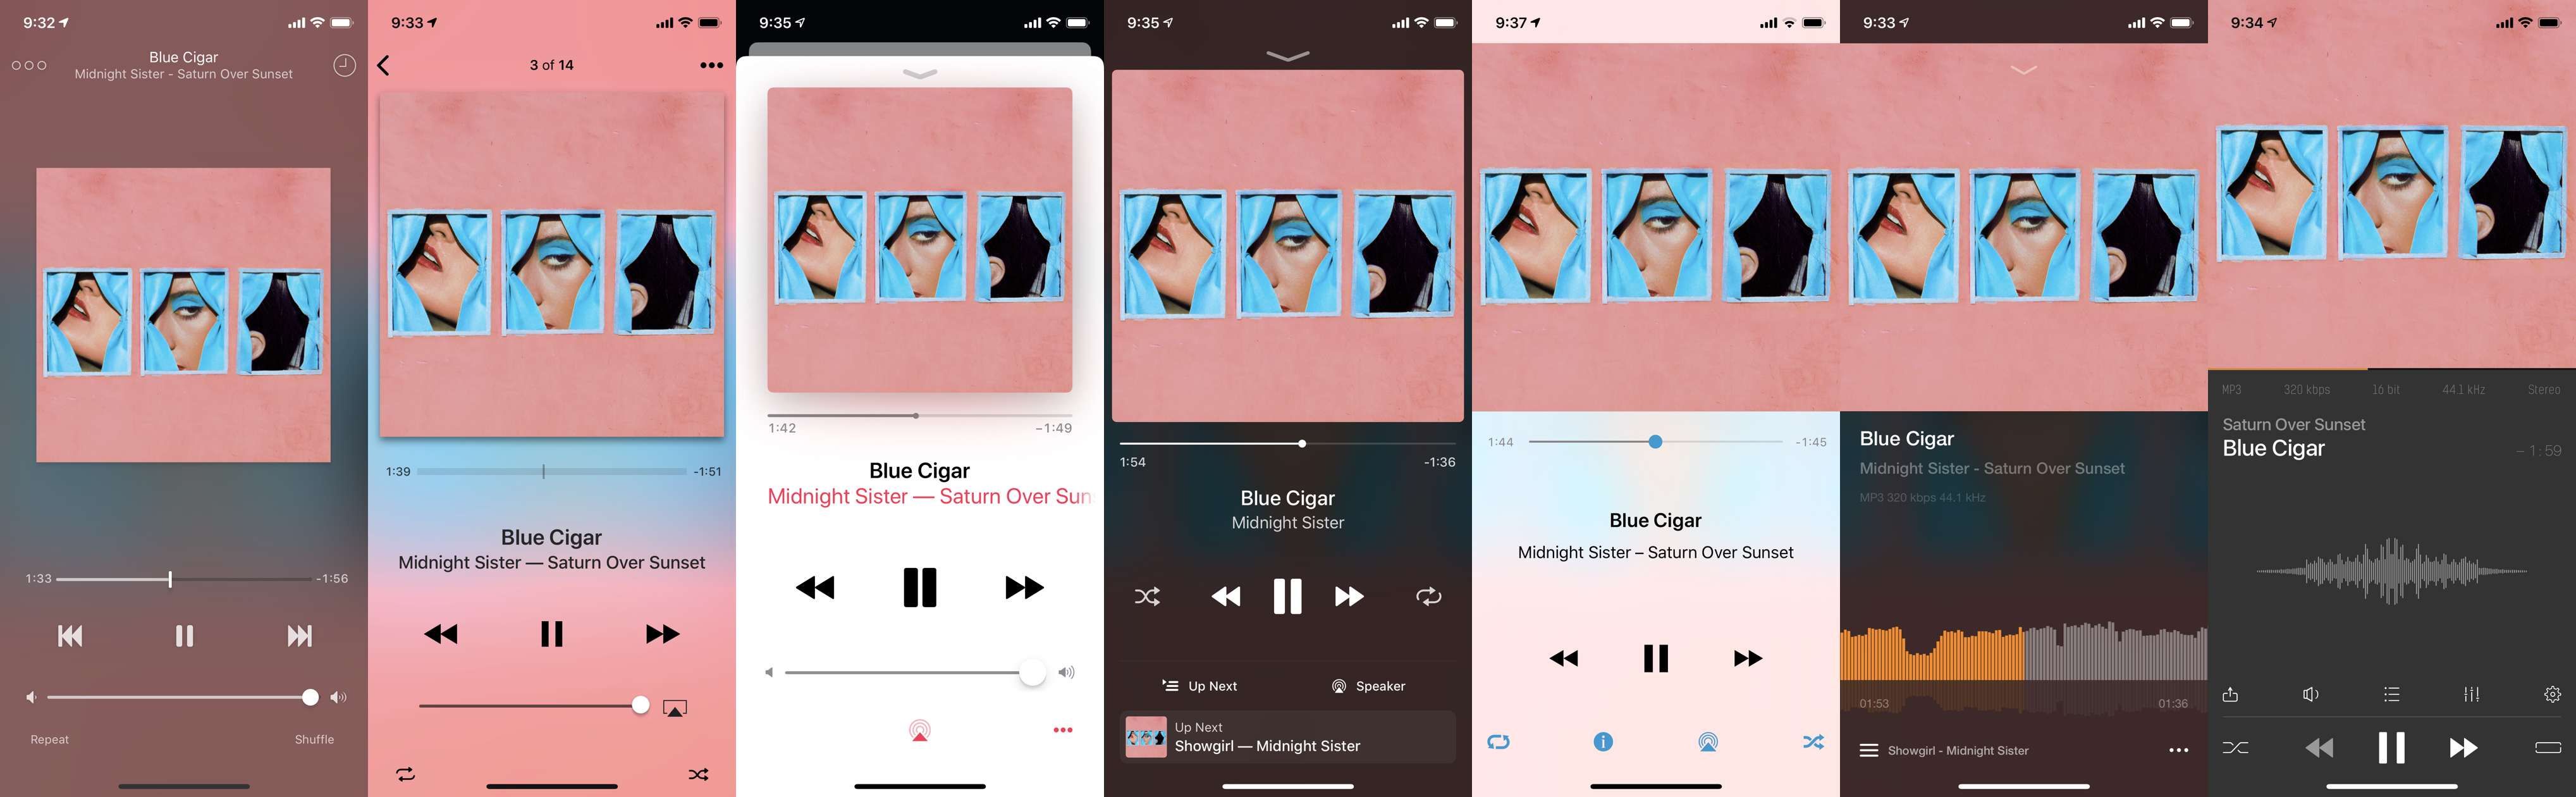 9:32
Blue Cigar
Midnight Sister - Saturn Over Sunset
1:33
-1:56
Repeat
Shuffle
9:33
3 of 14
1:39
-1:51
Blue Cigar
Midnight Sister — Saturn Over Sunset
9:35
1:42
-1:49
Blue Cigar
Midnight Sister — Saturn Over Sun
9:35
1:54
-1:36
Blue Cigar
Midnight Sister
Up Next
Speaker
Up Next
Showgirl — Midnight Sister
9:37
1:44
-1:45
Blue Cigar
Midnight Sister – Saturn Over Sunset
9:33
Blue Cigar
Midnight Sister - Saturn Over Sunset
MP3 320 kbps 44.1 kHz
01:53
01:36
Showgirl - Midnight Sister
9:34
MP3 320 kbps 16 bit 44.1 kHz Stereo
Saturn Over Sunset
Blue Cigar
- 1:59